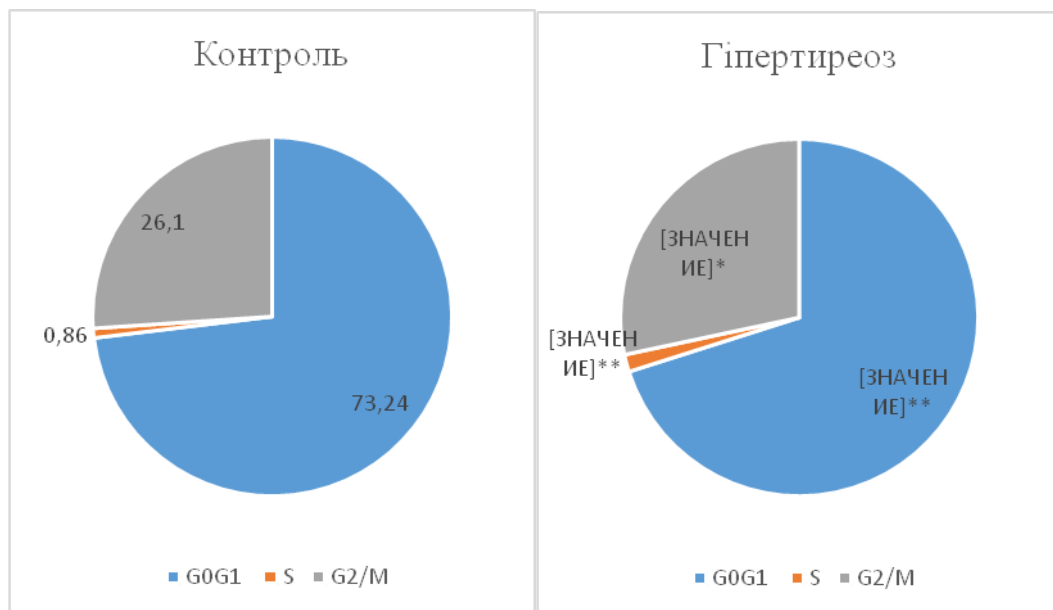 Контроль
26,1
0,86
73,24
G0G1 S G2/M
Гіпертиреоз
[ЗНАЧЕН
ИЕ]*
[ЗНАЧЕН
ИЕ]**
[ЗНАЧЕН
ИЕ]**
G0G1 S G2/M